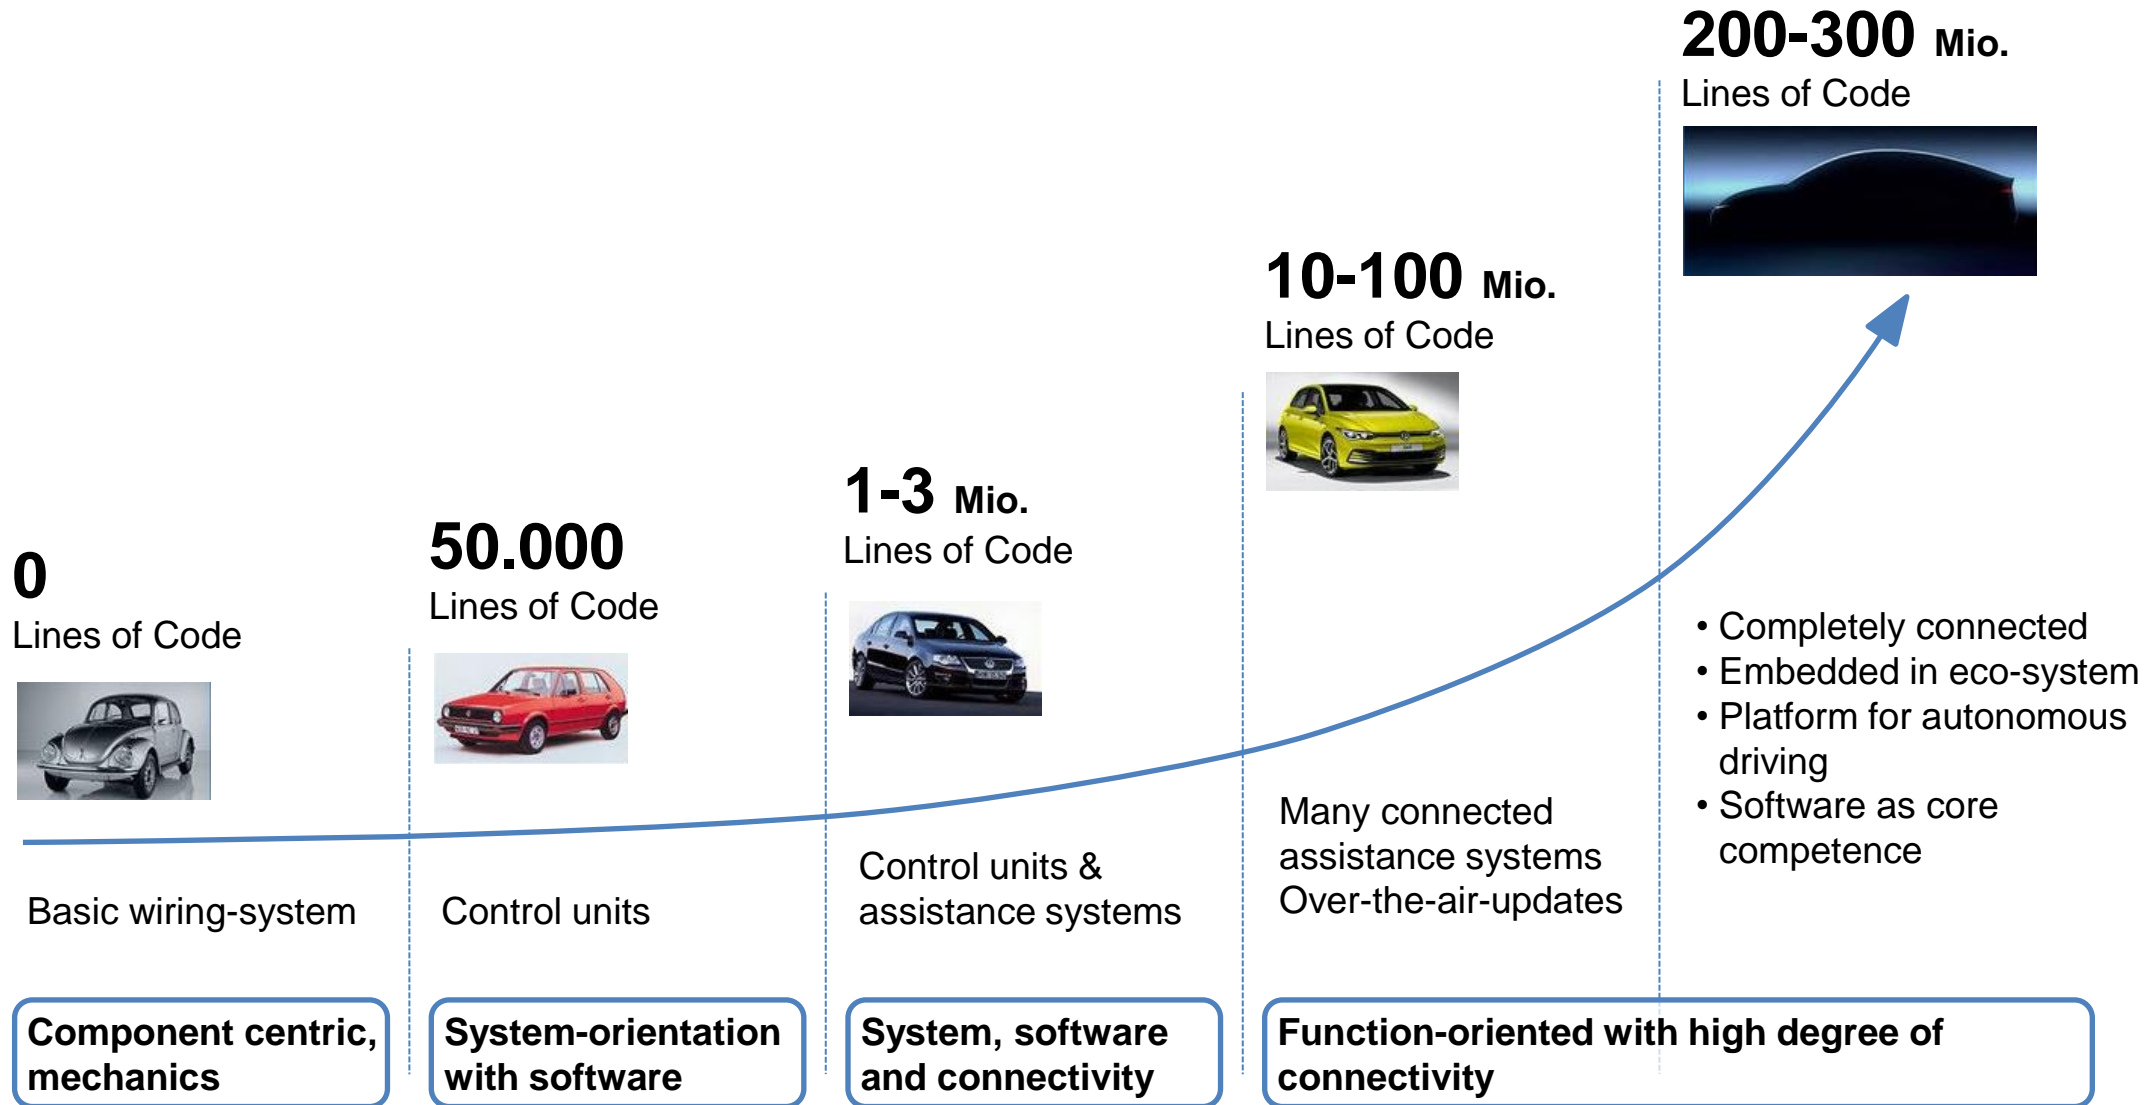 0
Lines of Code
Basic wiring-system
Component centric,
mechanics
50.000
Lines of Code
Control units
System-orientation
with software
1-3 Mio.
Lines of Code
Control units &
assistance systems
System, software
and connectivity
10-100 Mio.
Lines of Code
Many connected
assistance systems
Over-the-air-updates
200-300 Mio.
Lines of Code
• Completely connected
• Embedded in eco-system
• Platform for autonomous
driving
• Software as core
competence
Function-oriented with high degree of
connectivity